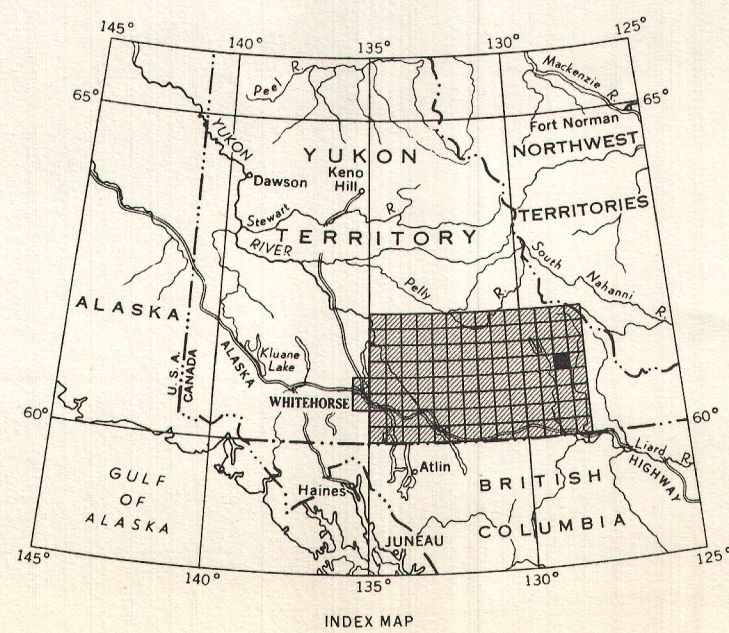 145°
140°
135°
130°
125°
Peel R.
Mackenzie R.
65°
65°
Fort Norman
YUKON
YUKON
NORTHWEST
Keno
Hill
Dawson
TERRITORIES
Stewart R.
TERRITORY
RIVER
South Nahanni R.
Pelly R.
ALASKA
U.S.A.
CANADA
ALASKA
Kluane
Lake
WHITEHORSE
60°
60°
Liard R.
HIGHWAY
Atlin
BRITISH
GULF
OF
ALASKA
Haines
COLUMBIA
JUNEAU
145°
140°
135°
130°
125°
INDEX MAP